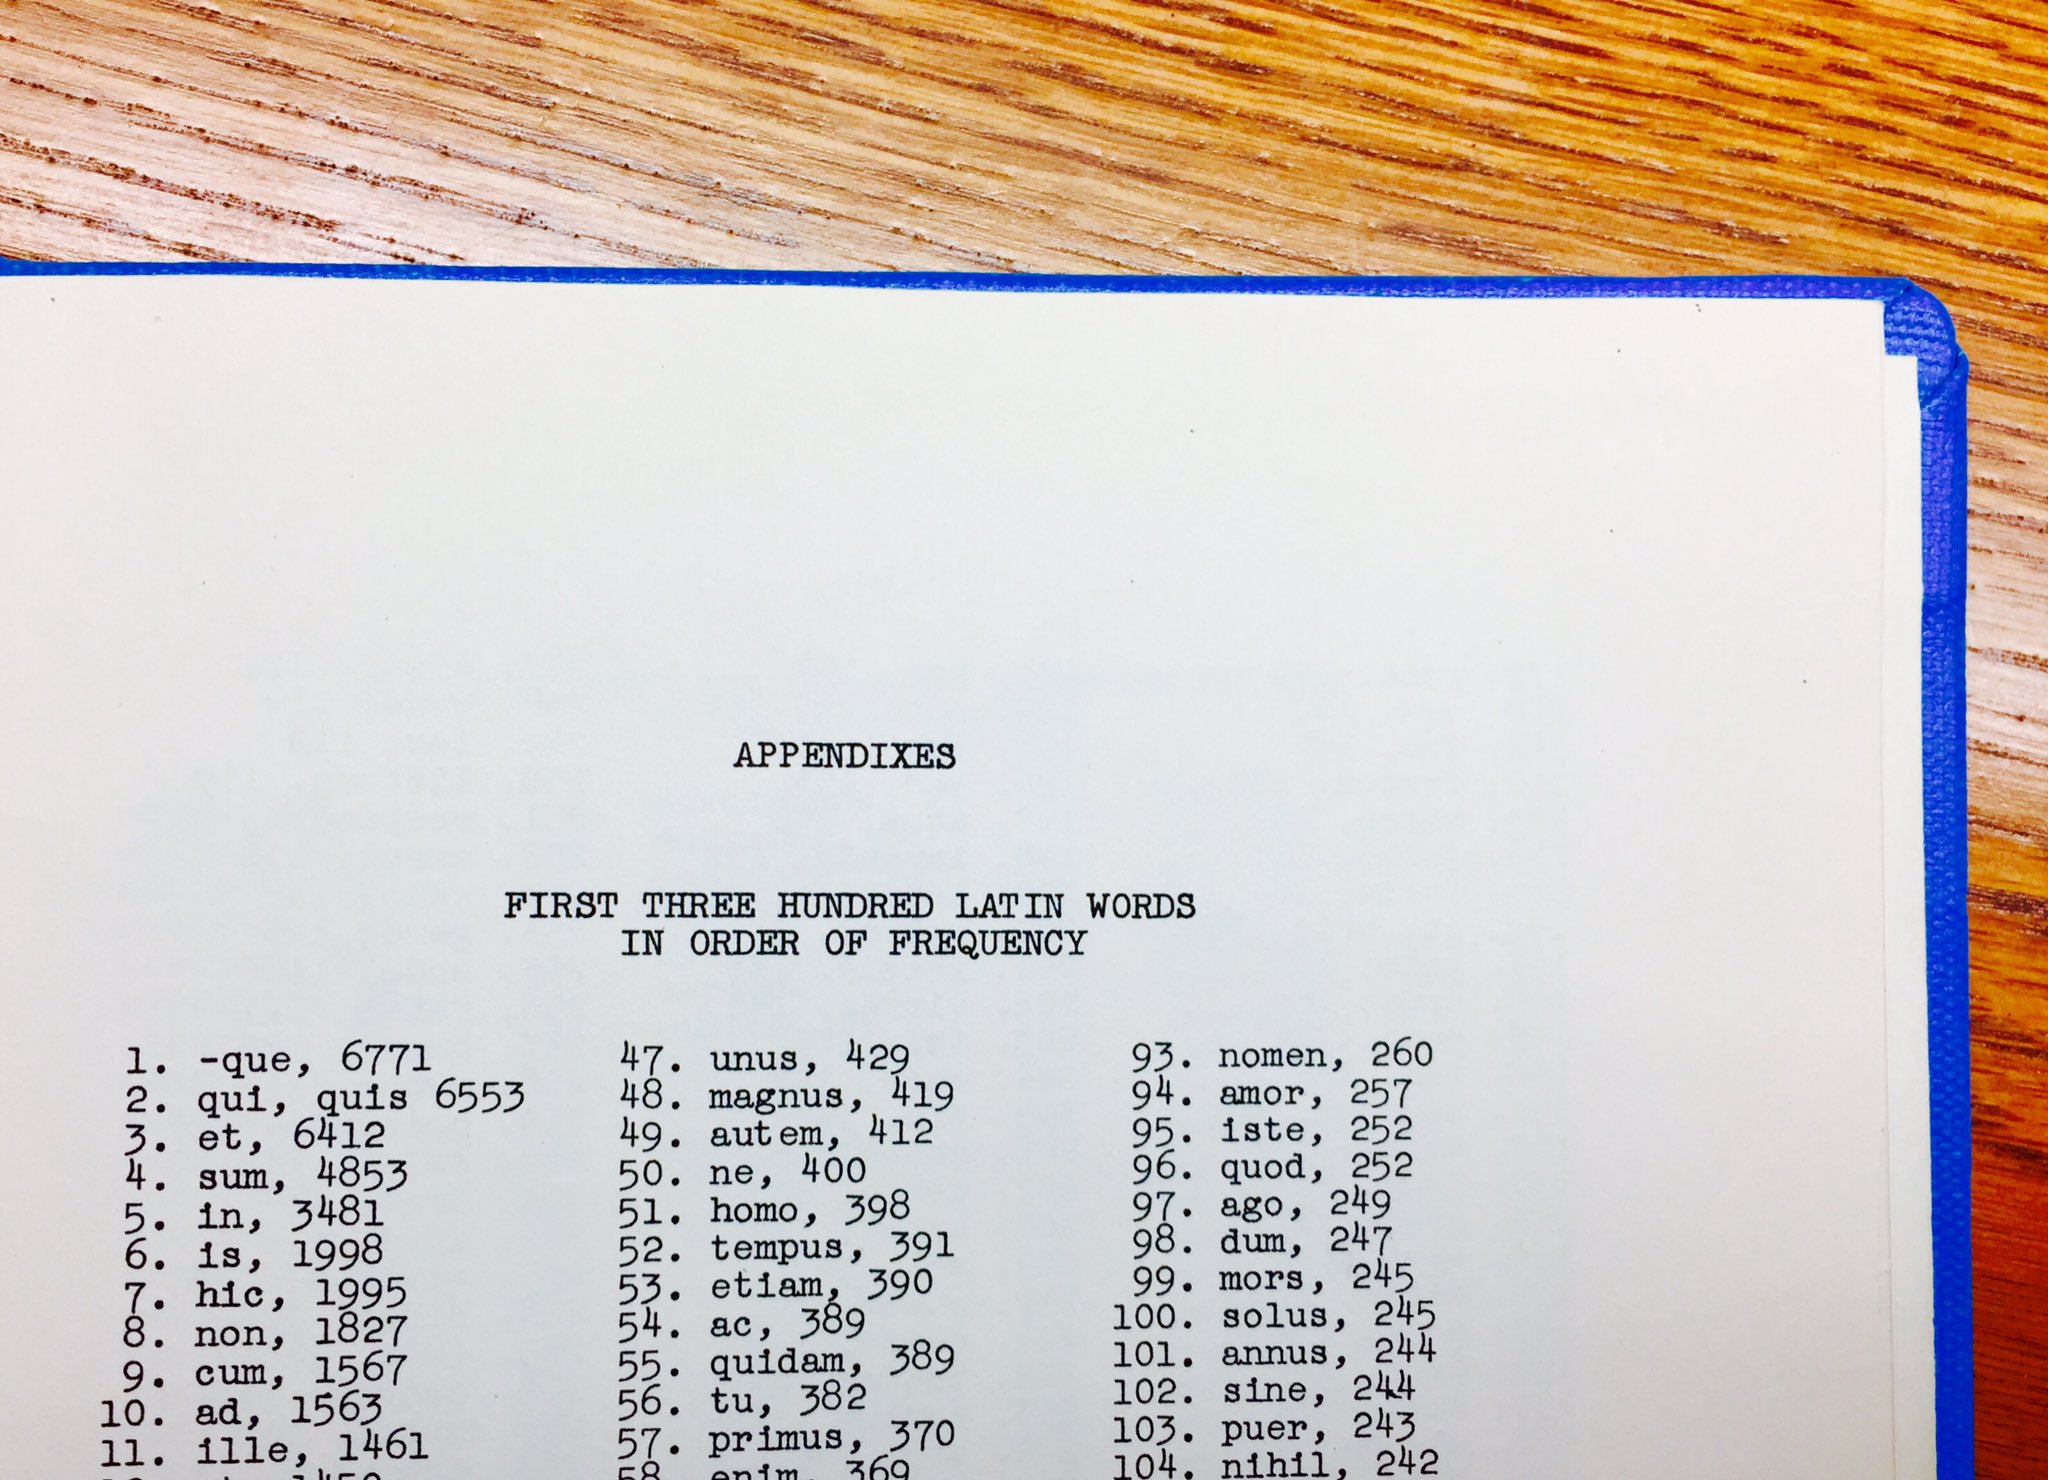 APPENDIXES
FIRST THREE HUNDRED LATIN WORDS
IN ORDER OF FREQUENCY
1. -que, 6771
2. qui, quis 6553
3. et, 6412
4. sum, 4853
5. in, 3481
6. is, 1998
7. hic, 1995
8. non, 1827
9. cum, 1567
10. ad, 1563
11. ille, 1461
47. unus, 429
48. magnus, 419
49. autem, 412
50. ne, 400
51. homo, 398
52. tempus, 391
53. etiam, 390
54. ac, 389
55. quidam, 389
56. tu, 382
57. primus, 370
58. enim, 369
93. nomen, 260
94. amor, 257
95. iste, 252
96. quod, 252
97. ago, 249
98. dum, 247
99. mors, 245
100. solus, 245
101. annus, 244
102. sine, 244
103. puer, 243
104. nihil, 242